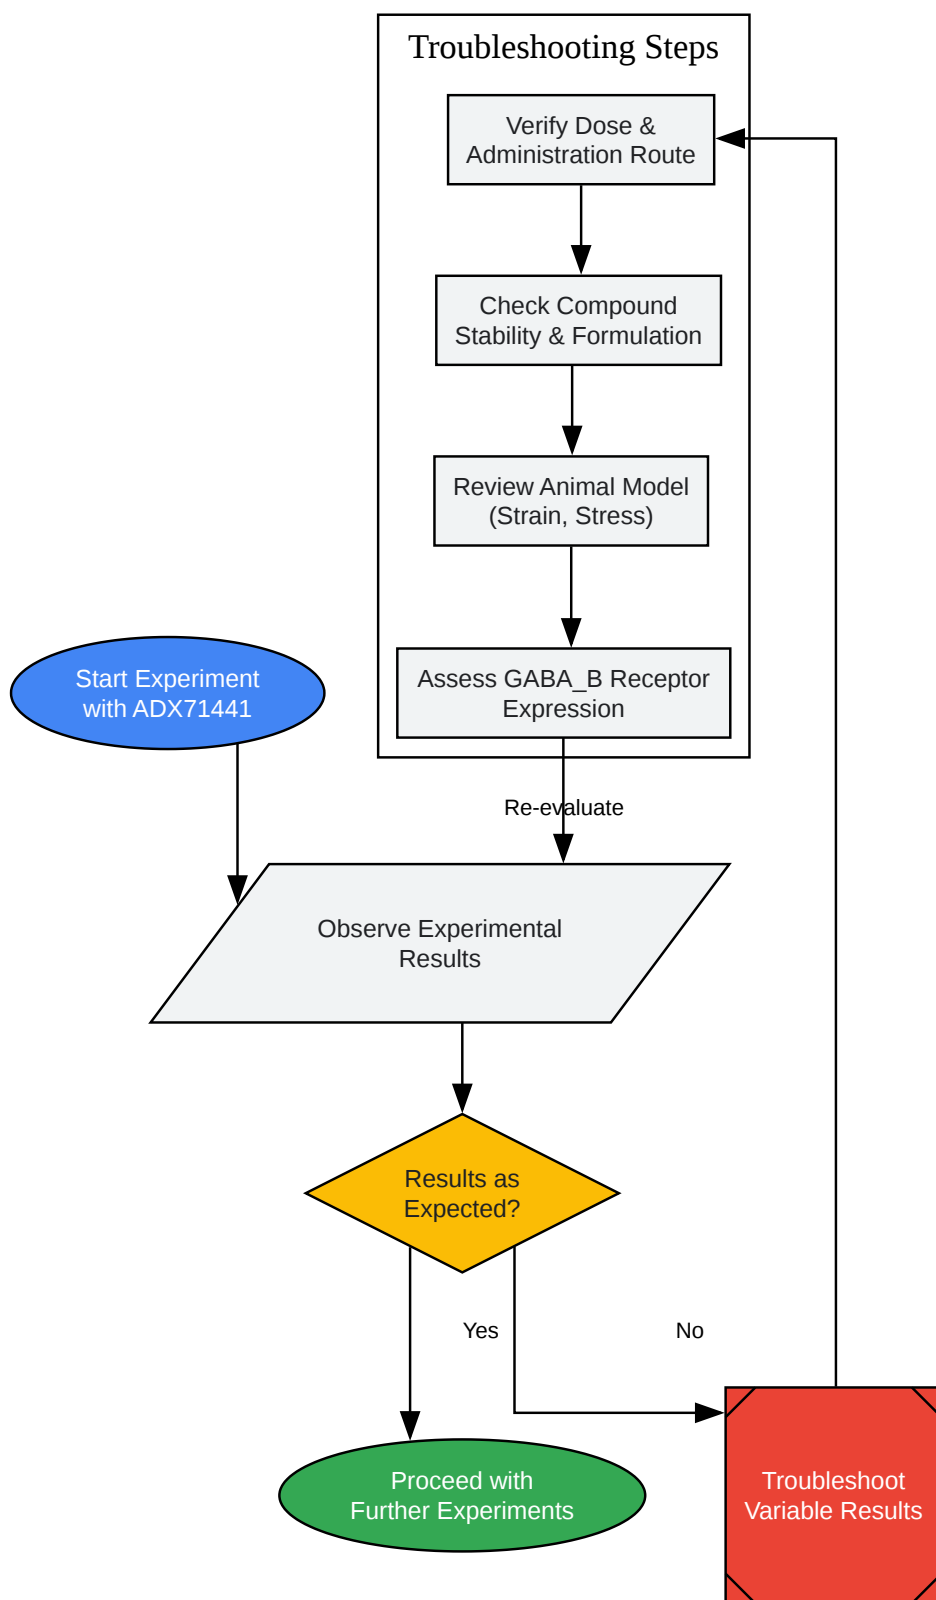 Troubleshooting Steps
Verify Dose &
Administration Route
Check Compound
Stability & Formulation
Review Animal Model
(Strain, Stress)
Assess GABA_B Receptor
Expression
Start Experiment
with ADX71441
Re-evaluate
Observe Experimental
Results
Results as
Expected?
Yes
No
Proceed with
Further Experiments
Troubleshoot
Variable Results